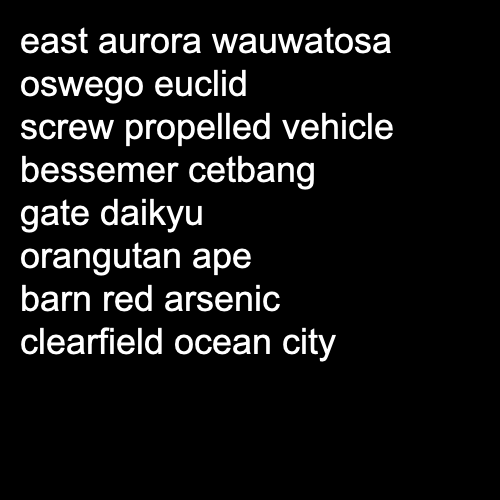 east aurora wauwatosa
oswego euclid
screw propelled vehicle
bessemer cetbang
gate daikyu
orangutan ape
barn red arsenic
clearfield ocean city